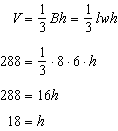 V = 1/3 Bh = 1/3 lwh
288 = 1/3 · 8 · 6 · h
288 = 16h
18 = h